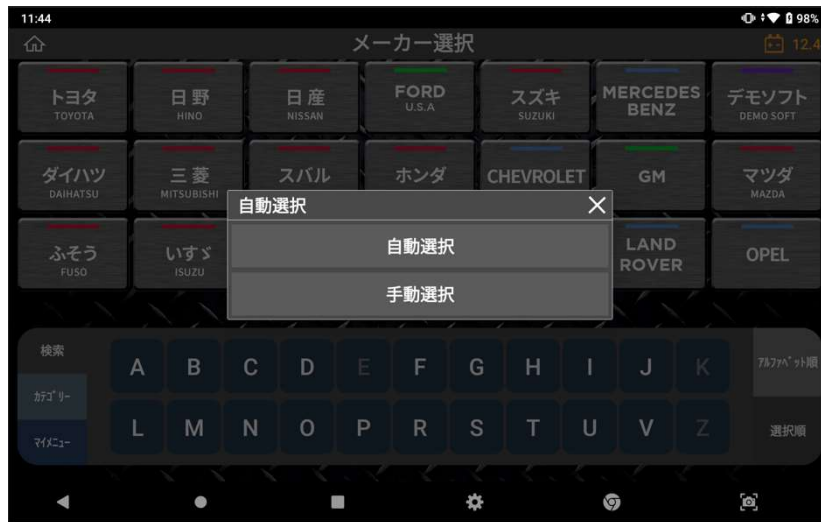 11:44
98%
メーカー選択
12.4
トヨタ
TOYOTA
日野
HINO
日産
NISSAN
FORD
U.S.A
スズキ
SUZUKI
MERCEDES
BENZ
デモソフト
DEMO SOFT
ダイハツ
DAIHATSU
三菱
MITSUBISHI
スバル
ホンダ
CHEVROLET
GM
マツダ
MAZDA
自動選択
自動選択
手動選択
ふそう
FUSO
いすゞ
ISUZU
LAND
ROVER
OPEL
検索
カテゴリー
マイメニュー
A B C D E F G H I J K
L M N O P R S T U V Z
アルファベット順
選択順